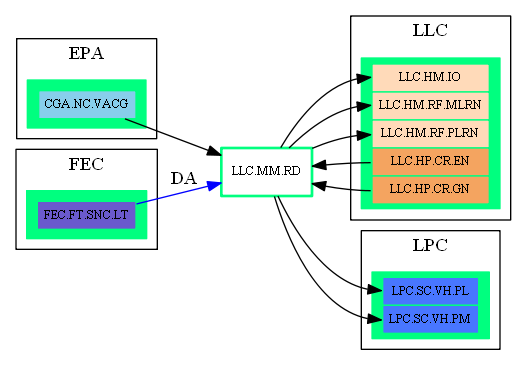 EPA
CGA.NC.VACG
FEC
FEC.FT.SNC.LT
DA
LLC.MM.RD
LLC
LLC.HM.IO
LLC.HM.RF.MLRN
LLC.HM.RF.PLRN
LLC.HP.CR.EN
LLC.HP.CR.GN
LPC
LPC.SC.VH.PL
LPC.SC.VH.PM